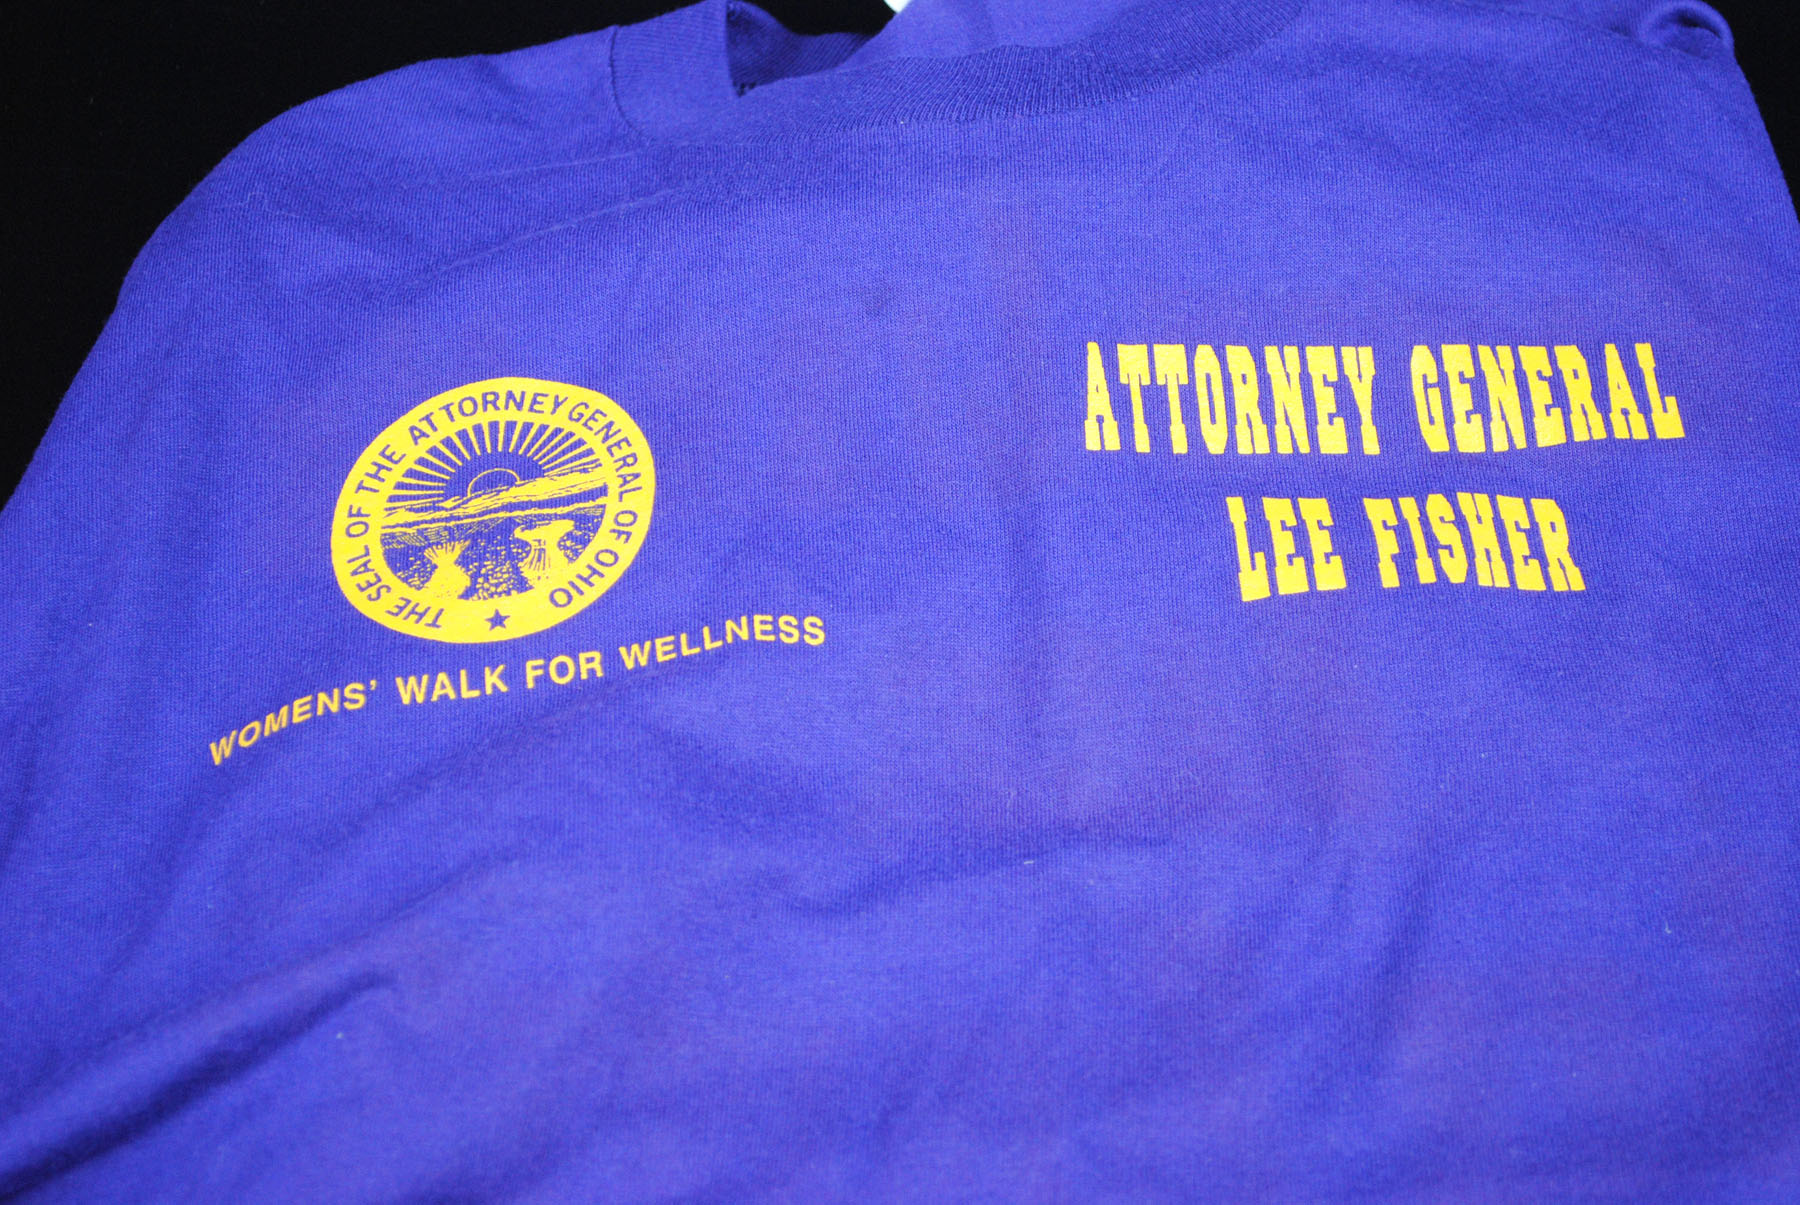 THE SEAL OF THE ATTORNEY GENERAL OF OHIO
WOMENS' WALK FOR WELLNESS
ATTORNEY GENERAL
LEE FISHER